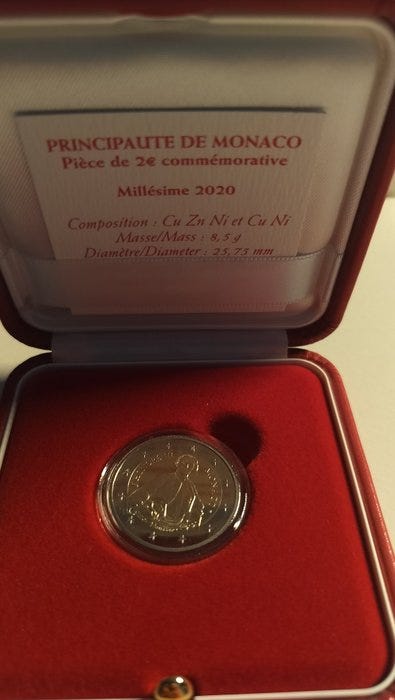 PRINCIPAUTE DE MONACO
Pièce de 2€ commémorative
Millésime 2020
Composition : Cu Zn Ni et Cu Ni
Masse/Mass : 8,5 g
Diamètre/Diameter : 25,75 mm